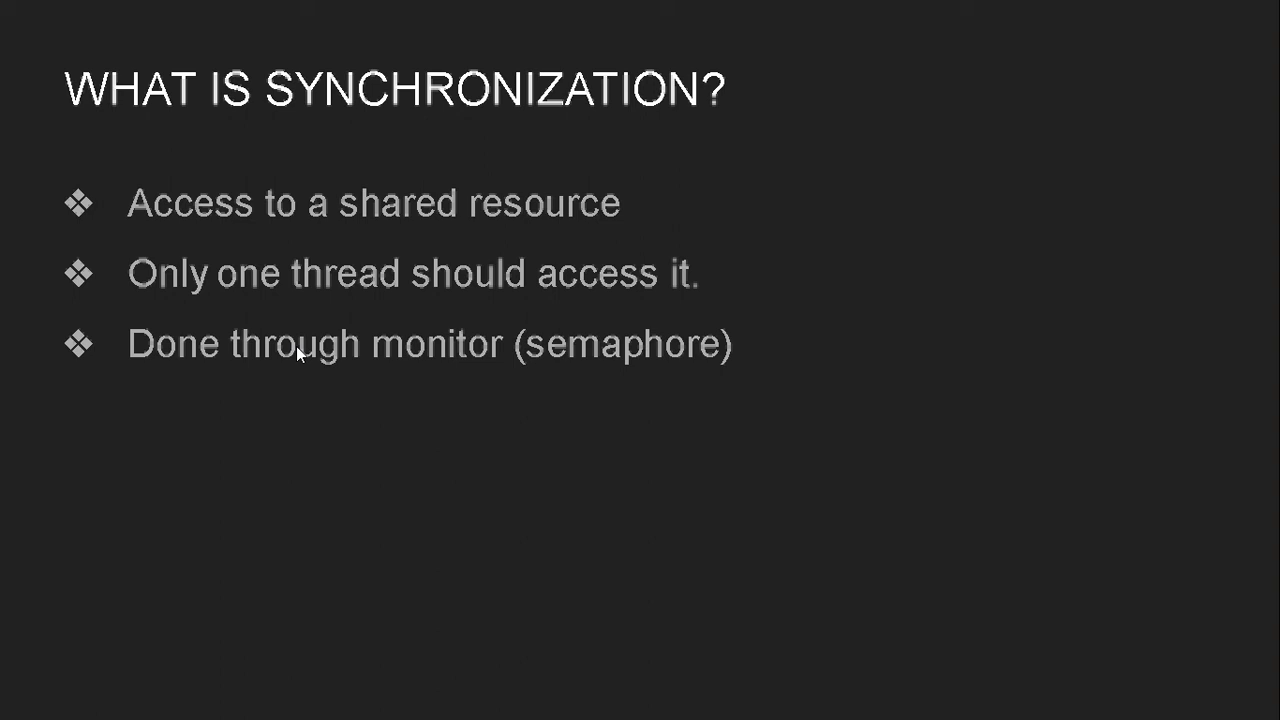 WHAT IS SYNCHRONIZATION?
❖ Access to a shared resource
❖ Only one thread should access it.
❖ Done through monitor (semaphore)